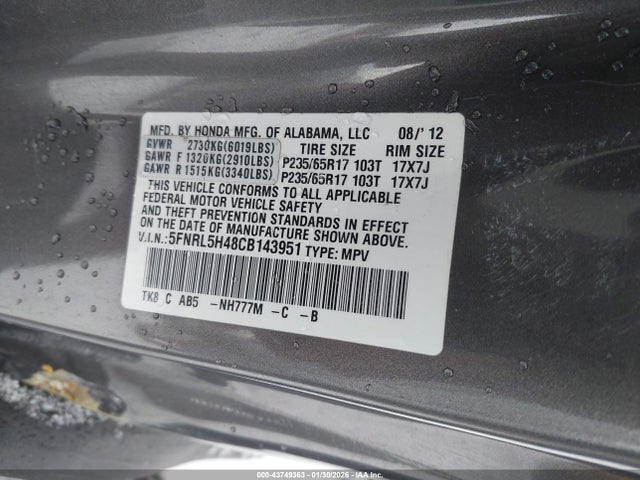 MFD. BY HONDA MFG. OF ALABAMA, LLC 08/' 12
GVWR 2730KG(6019LBS) TIRE SIZE RIM SIZE
GAWR F 1320KG(2910LBS) P235/65R17 103T 17X7J
GAWR R 1515KG(3340LBS) P235/65R17 103T 17X7J
THIS VEHICLE CONFORMS TO ALL APPLICABLE
FEDERAL MOTOR VEHICLE SAFETY
AND THEFT PREVENTION STANDARDS IN EFFECT
ON THE DATE OF MANUFACTURE SHOWN ABOVE.
V.I.N.: 5FNRL5H48CB143951 TYPE: MPV
TK8 C AB5 -NH777M -C -B
000-43749363 | 01/30/2026 - IAA Inc.